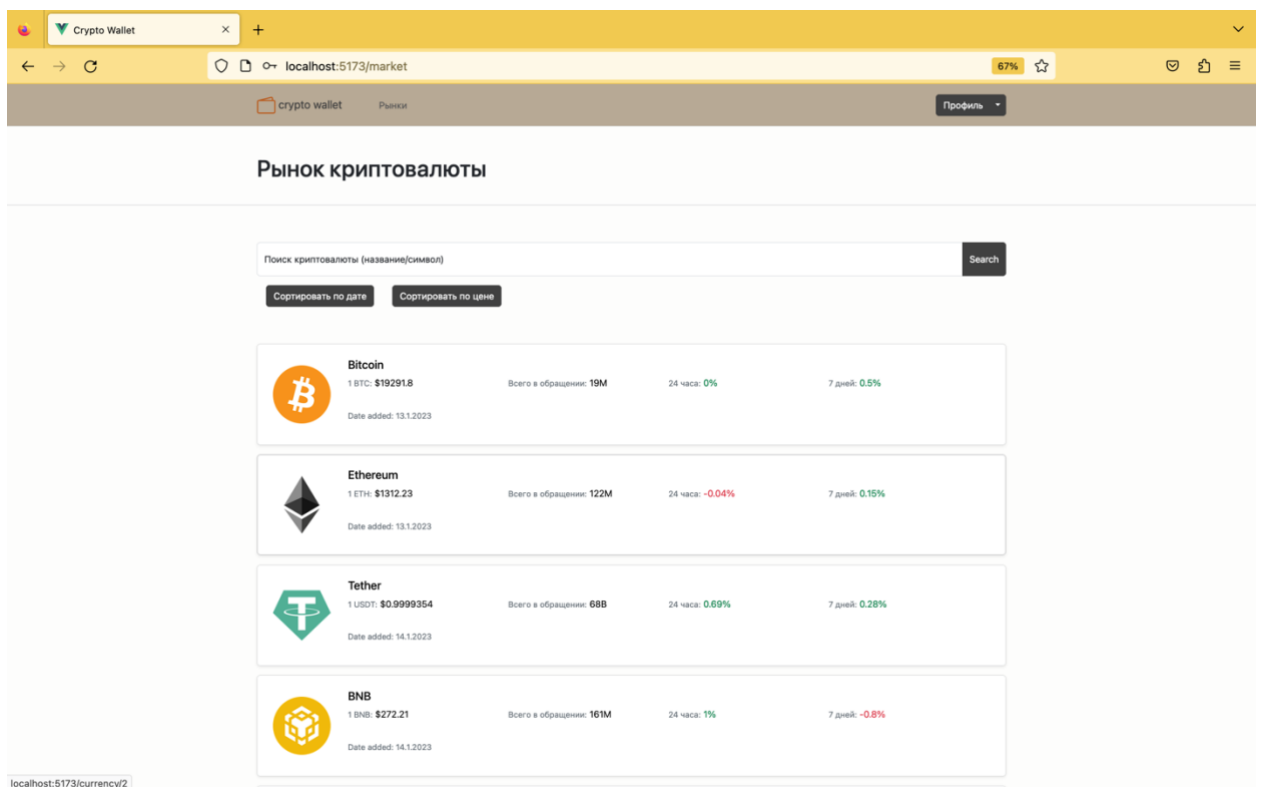 Crypto Wallet
localhost:5173/market
67%
crypto wallet Рынки Профиль
Рынок криптовалюты
Поиск криптовалюты (название/символ) Search
Сортировать по дате Сортировать по цене
Bitcoin
1 BTC: $19291.8 Всего в обращении: 19M 24 часа: 0% 7 дней: 0.5%
Date added: 13.1.2023
Ethereum
1 ETH: $1312.23 Всего в обращении: 122M 24 часа: -0.04% 7 дней: 0.15%
Date added: 13.1.2023
Tether
1 USDT: $0.9999354 Всего в обращении: 68B 24 часа: 0.69% 7 дней: 0.28%
Date added: 14.1.2023
BNB
1 BNB: $272.21 Всего в обращении: 161M 24 часа: 1% 7 дней: -0.8%
Date added: 14.1.2023
localhost:5173/currency/2